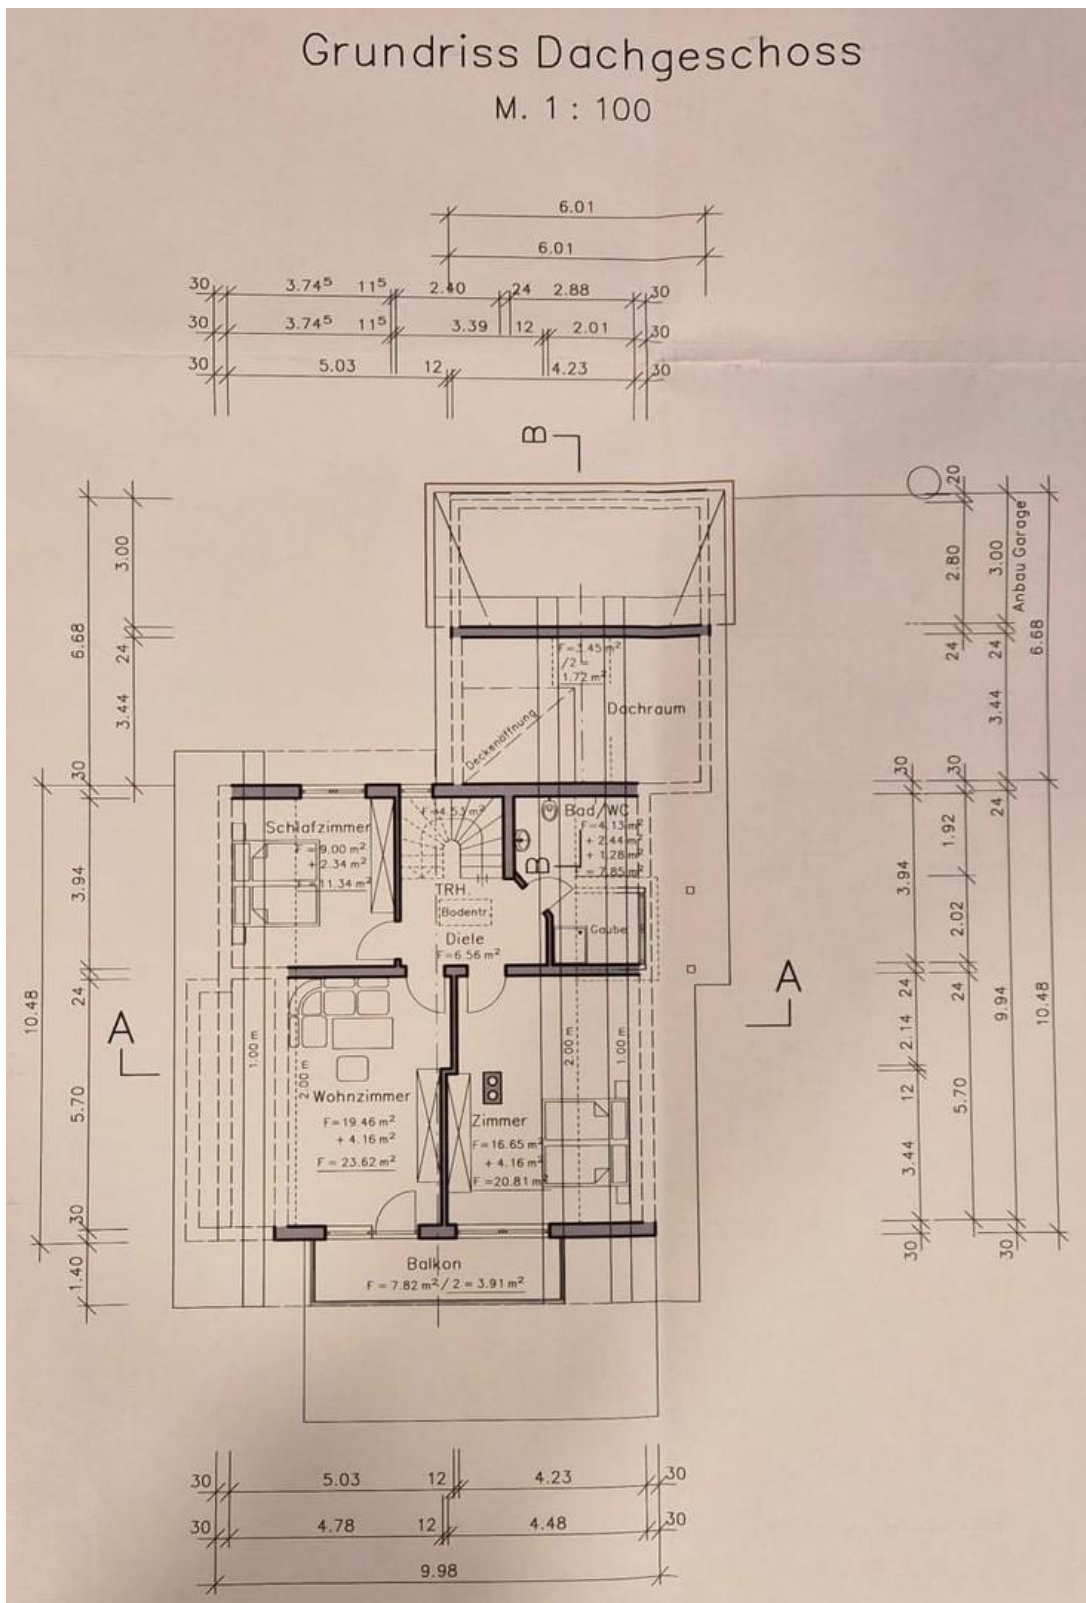 Grundriss Dachgeschoss
M. 1 : 100
6.01
6.01
30 3.74⁵ 11⁵ 2.40 24 2.88 30
30 3.74⁵ 11⁵ 3.39 12 2.01 30
30 5.03 12 4.23 30
B
6.68
3.00
24
3.44
30
3.94
24
10.48
5.70
30
1.40
20
2.80
24
3.00
Anbau Garage
24
3.44
6.68
30
30
24
1.92
3.94
2.02
24
24
2.14
12
3.44
5.70
9.94
10.48
30
30
F=3.45 m²
/2 =
1.72 m²
Deckenöffnung
Dachraum
Schlafzimmer
F = 9.00 m²
+ 2.34 m²
F=11.34 m²
F=4.53 m²
Bad/WC
F=4.13 m²
+ 2.44 m²
+ 1.28 m²
F = 7.85 m²
B
TRH.
Bodentr.
Diele
F=6.56 m²
Gaube
A
A
1.00 m
2.00 m
2.00 m
1.00 m
Wohnzimmer
F=19.46 m²
+ 4.16 m²
F = 23.62 m²
Zimmer
F=16.65 m²
+ 4.16 m²
F =20.81 m²
Balkon
F = 7.82 m²/ 2 = 3.91 m²
30 5.03 12 4.23 30
30 4.78 12 4.48 30
9.98